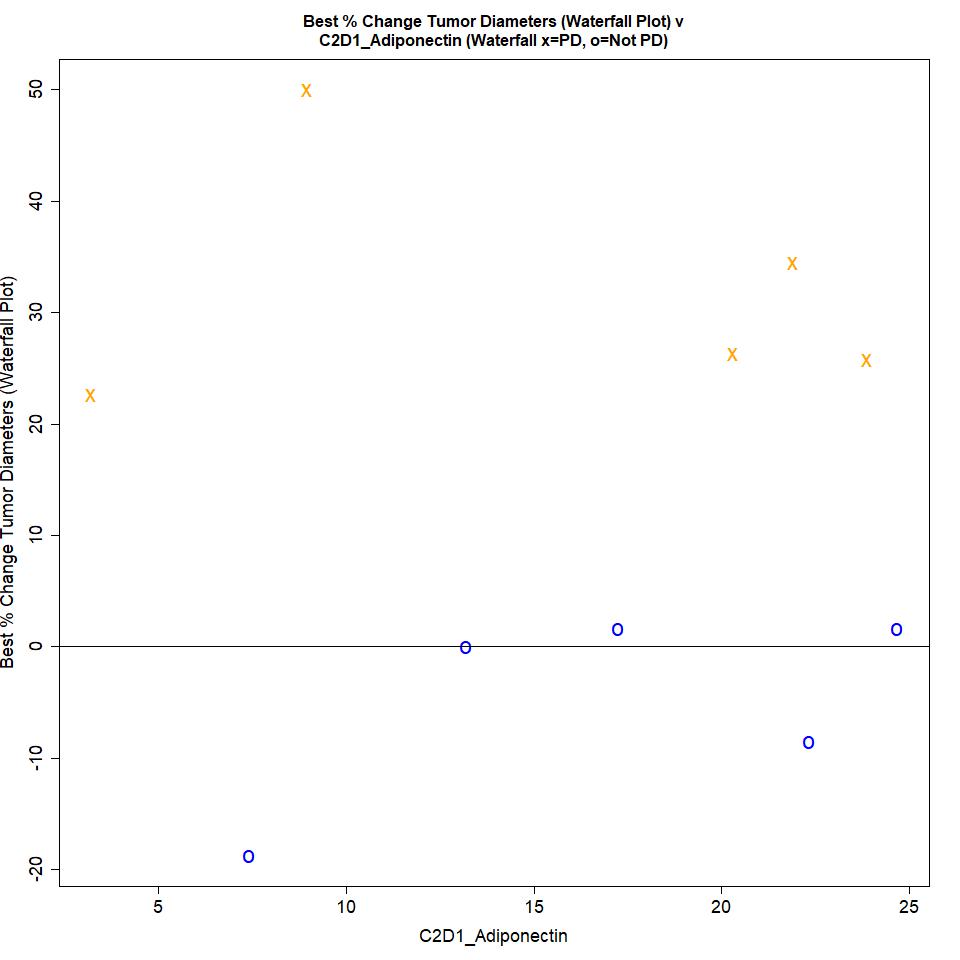 Best % Change Tumor Diameters (Waterfall Plot) v
C2D1_Adiponectin (Waterfall x=PD, o=Not PD)
Best % Change Tumor Diameters (Waterfall Plot)
50
40
30
20
10
0
-10
-20
X
X
X
X
X
O
O
O
O
O
5
10
15
20
25
C2D1_Adiponectin